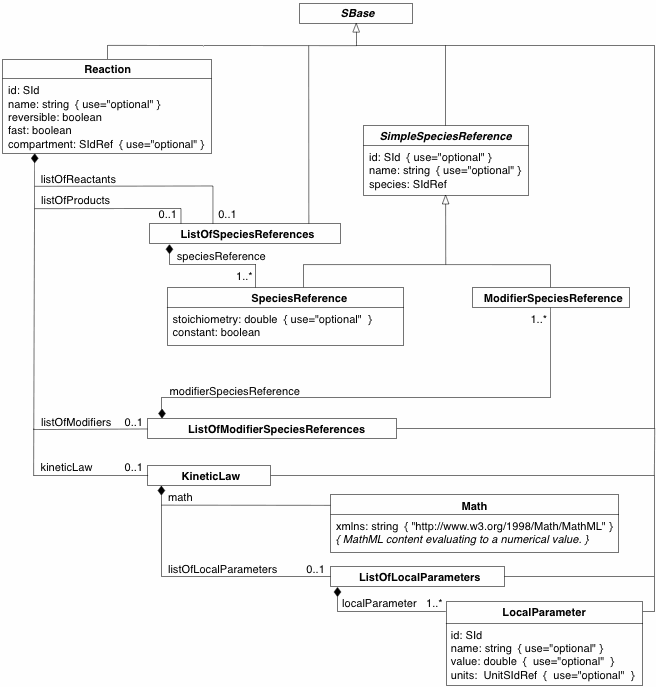 SBase
Reaction
id: SId
name: string { use="optional" }
reversible: boolean
fast: boolean
compartment: SIdRef { use="optional" }
SimpleSpeciesReference
id: SId { use="optional" }
name: string { use="optional" }
species: SIdRef
listOfReactants
listOfProducts
0..1
0..1
ListOfSpeciesReferences
speciesReference
1..*
SpeciesReference
stoichiometry: double { use="optional" }
constant: boolean
ModifierSpeciesReference
1..*
modifierSpeciesReference
listOfModifiers 0..1
ListOfModifierSpeciesReferences
kineticLaw 0..1
KineticLaw
math
Math
xmlns: string { "http://www.w3.org/1998/Math/MathML" }
{ MathML content evaluating to a numerical value. }
listOfLocalParameters 0..1
ListOfLocalParameters
localParameter 1..*
LocalParameter
id: SId
name: string { use="optional" }
value: double { use="optional" }
units: UnitSIdRef { use="optional" }